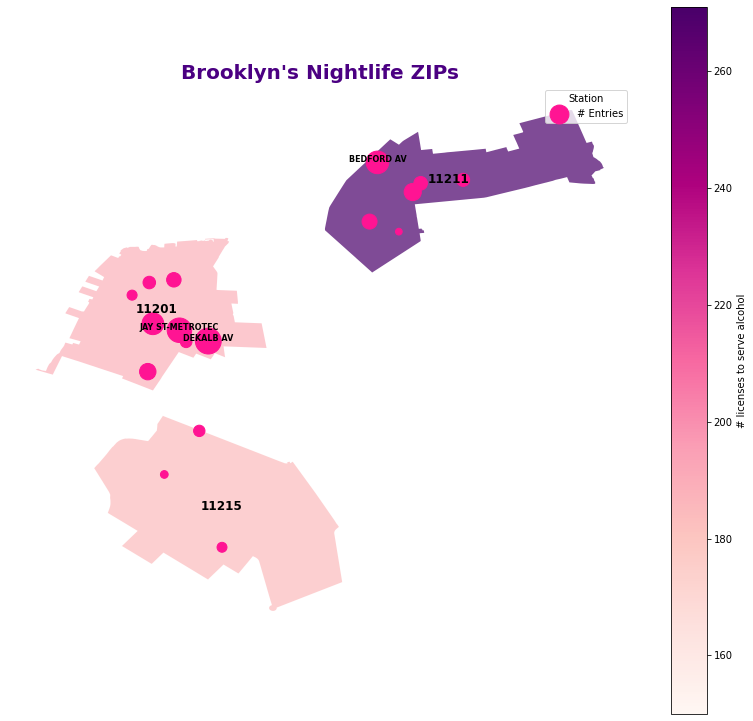 Brooklyn's Nightlife ZIPs
Station
# Entries
BEDFORD AV
11211
11201
JAY ST-METROTEC
DEKALB AV
11215
260
240
220
200
180
160
# licenses to serve alcohol